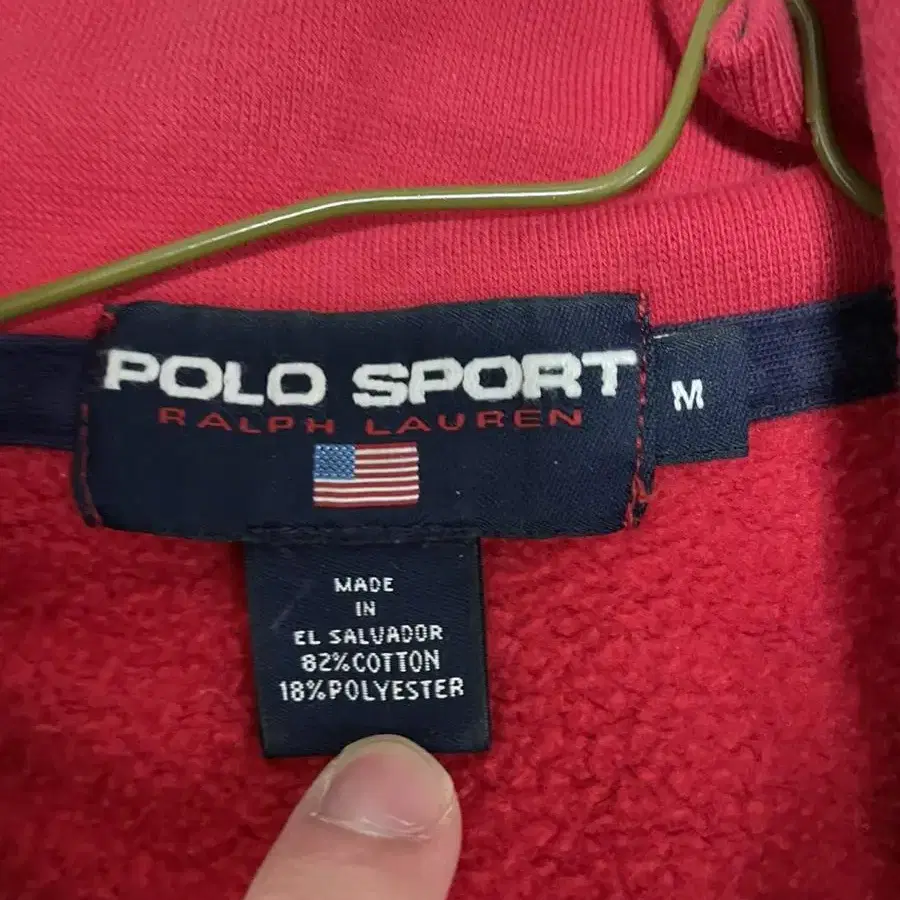 POLO SPORT
RALPH LAUREN
M
MADE
IN
EL SALVADOR
82%COTTON
18%POLYESTER